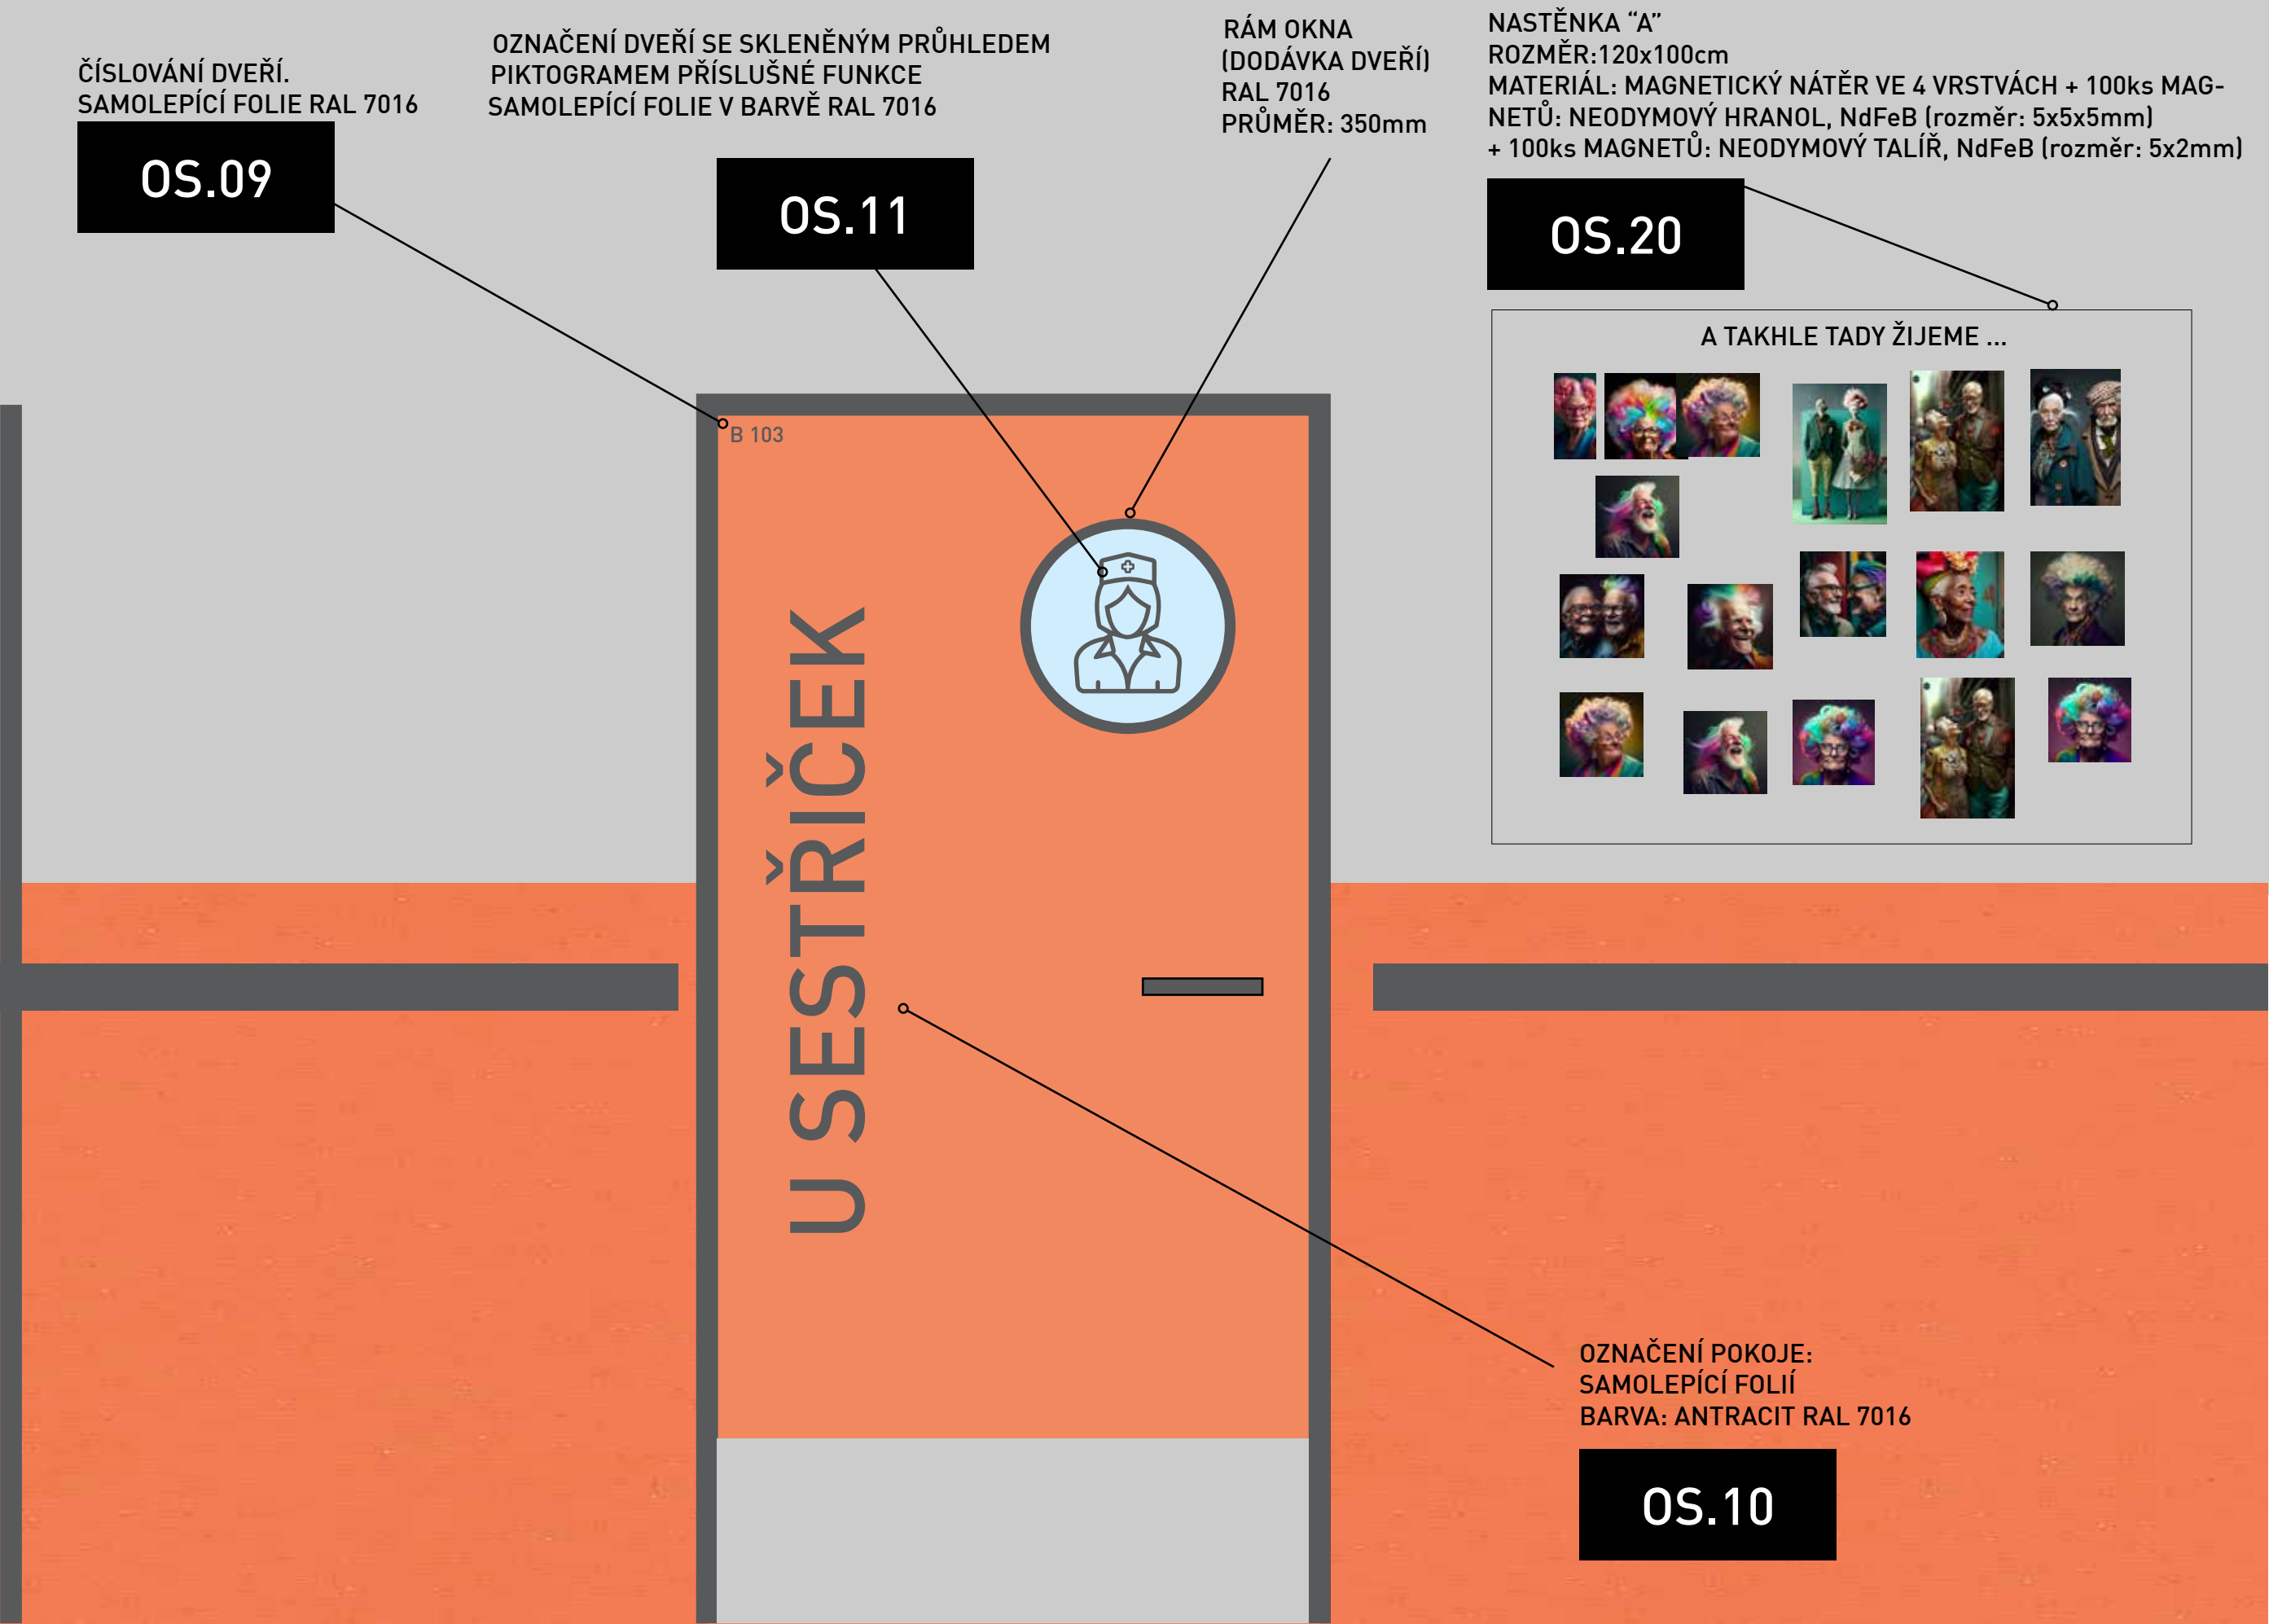 ČÍSLOVÁNÍ DVEŘÍ.
SAMOLEPÍCÍ FOLIE RAL 7016
OS.09
OZNAČENÍ DVEŘÍ SE SKLENĚNÝM PRŮHLEDEM
PIKTOGRAMEM PŘÍSLUŠNÉ FUNKCE
SAMOLEPÍCÍ FOLIE V BARVĚ RAL 7016
OS.11
RÁM OKNA
(DODÁVKA DVEŘÍ)
RAL 7016
PRŮMĚR: 350mm
NASTĚNKA “A”
ROZMĚR:120x100cm
MATERIÁL: MAGNETICKÝ NÁTĚR VE 4 VRSTVÁCH + 100ks MAG-
NETŮ: NEODYMOVÝ HRANOL, NdFeB (rozměr: 5x5x5mm)
+ 100ks MAGNETŮ: NEODYMOVÝ TALÍŘ, NdFeB (rozměr: 5x2mm)
OS.20
A TAKHLE TADY ŽIJEME ...
B 103
U SESTŘIČEK
OZNAČENÍ POKOJE:
SAMOLEPÍCÍ FOLIÍ
BARVA: ANTRACIT RAL 7016
OS.10